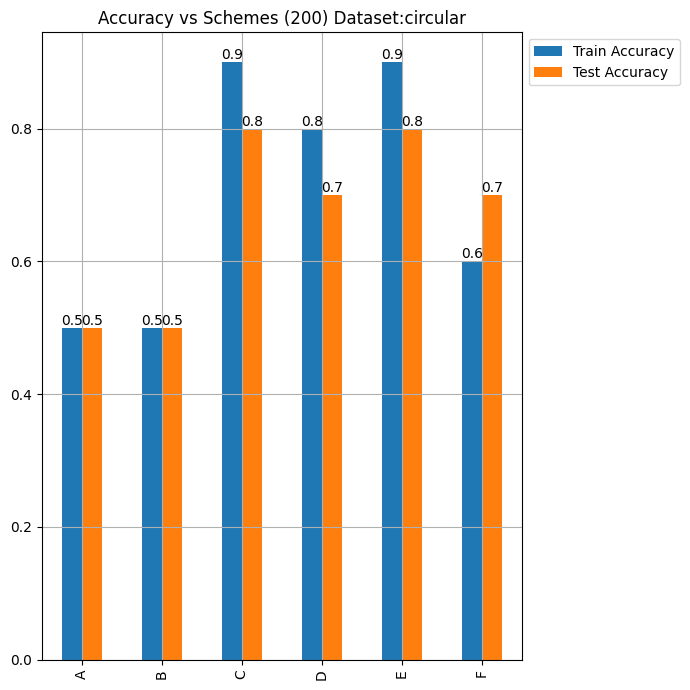 Accuracy vs Schemes (200) Dataset:circular
Train Accuracy
Test Accuracy
0.9 0.9
0.8 0.8 0.8
0.8
0.7 0.7
0.6
0.6
0.5 0.5 0.5 0.5
0.4
0.2
0.0
A B C D E F